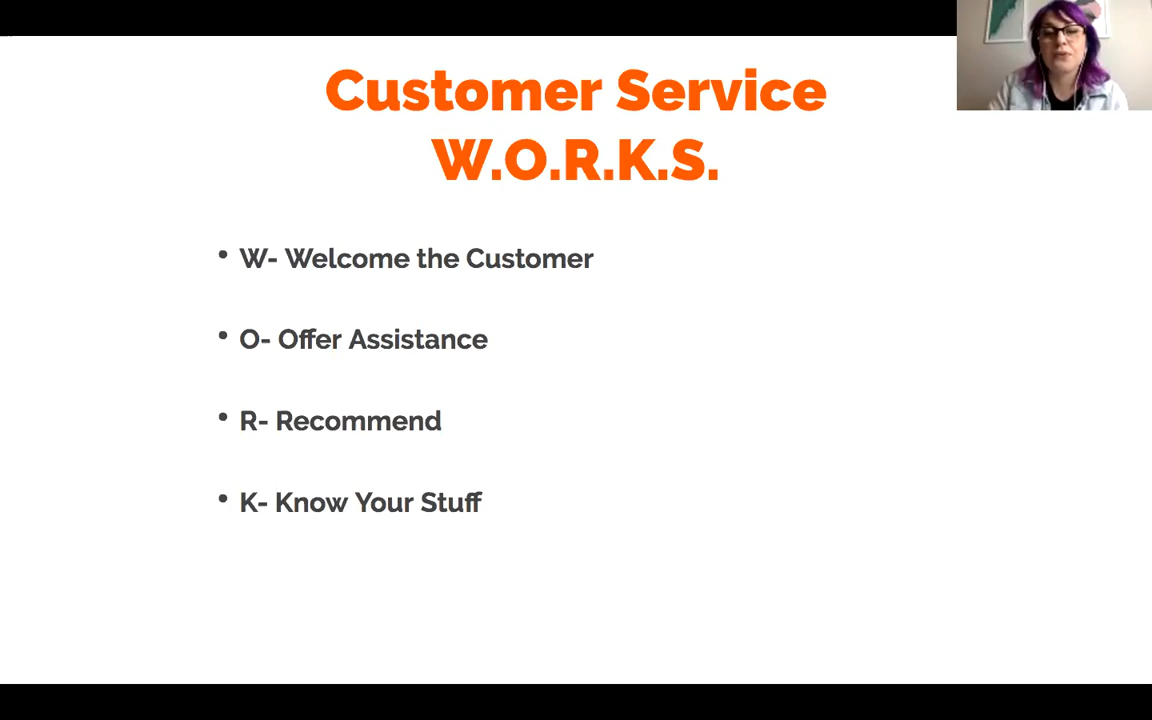 Customer Service
W.O.R.K.S.
• W- Welcome the Customer
• O- Offer Assistance
• R- Recommend
• K- Know Your Stuff